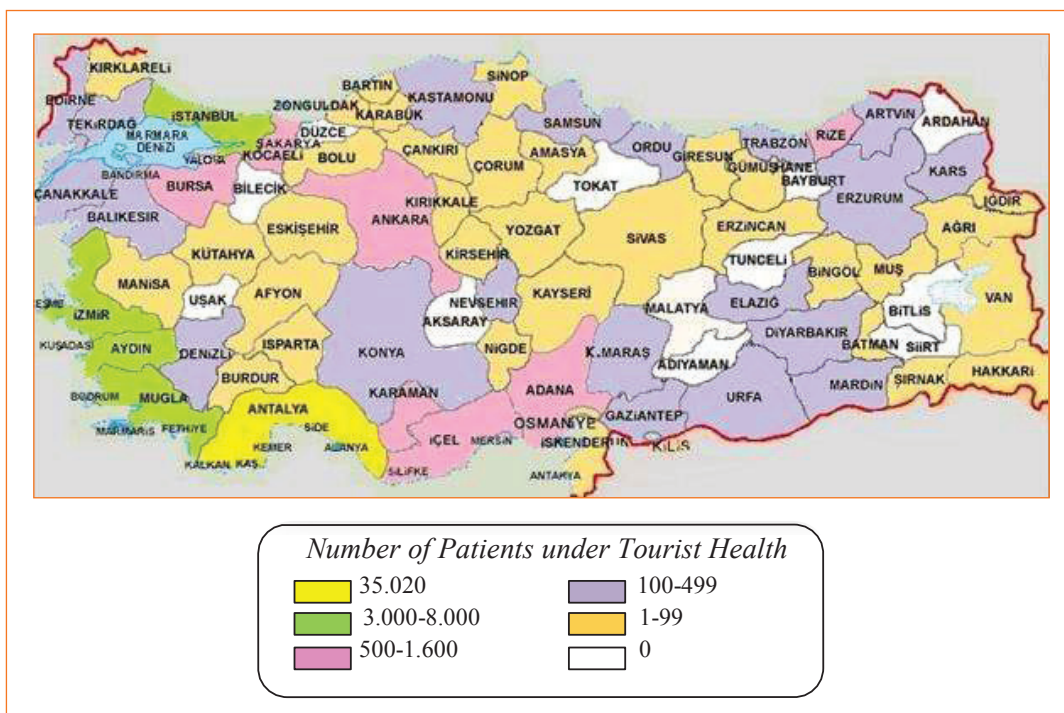 KIRKLARELİ
EDİRNE
TEKİRDAĞ
MARMARA
DENİZİ
İSTANBUL
YALOVA
BANDIRMA
ÇANAKKALE
BALIKESIR
BURSA
KOCAELİ
SAKARYA
DÜZCE
ZONGULDAK
BARTIN
KARABÜK
KASTAMONU
SİNOP
SAMSUN
ORDU
GİRESUN
TRABZON
GÜMÜŞHANE
BAYBURT
RİZE
ARTVİN
ARDAHAN
KARS
IĞDIR
AĞRI
ERZURUM
ERZİNCAN
TUNCELİ
BİNGÖL
MUŞ
BİTLİS
VAN
HAKKARİ
ŞIRNAK
SİİRT
BATMAN
MARDİN
DİYARBAKIR
ELAZIĞ
MALATYA
ADIYAMAN
URFA
GAZİANTEP
KİLİS
K.MARAŞ
OSMANİYE
İSKENDERUN
ANTAKYA
ADANA
İÇEL
MERSİN
SİLİFKE
KARAMAN
KONYA
NİGDE
NEVŞEHIR
AKSARAY
KAYSERİ
SİVAS
TOKAT
AMASYA
ÇORUM
YOZGAT
KIRŞEHİR
KIRIKKALE
ANKARA
ÇANKIRI
BOLU
BİLECİK
ESKİŞEHİR
KÜTAHYA
AFYON
UŞAK
MANİSA
İZMİR
KUŞADASI
AYDIN
DENİZLİ
BURDUR
ISPARTA
BODRUM
MUGLA
MARMARİS
FETHİYE
ANTALYA
SİDE
KEMER
ALANYA
KALKAN
KAŞ
Number of Patients under Tourist Health
35.020
3.000-8.000
500-1.600
100-499
1-99
0